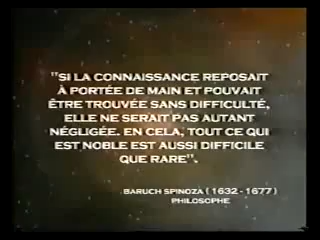 "SI LA CONNAISSANCE REPOSAIT
À PORTÉE DE MAIN ET POUVAIT
ÊTRE TROUVÉE SANS DIFFICULTÉ,
ELLE NE SERAIT PAS AUTANT
NÉGLIGÉE. EN CELA, TOUT CE QUI
EST NOBLE EST AUSSI DIFFICILE
QUE RARE".
BARUCH SPINOZA ( 1632 - 1677 )
PHILOSOPHE